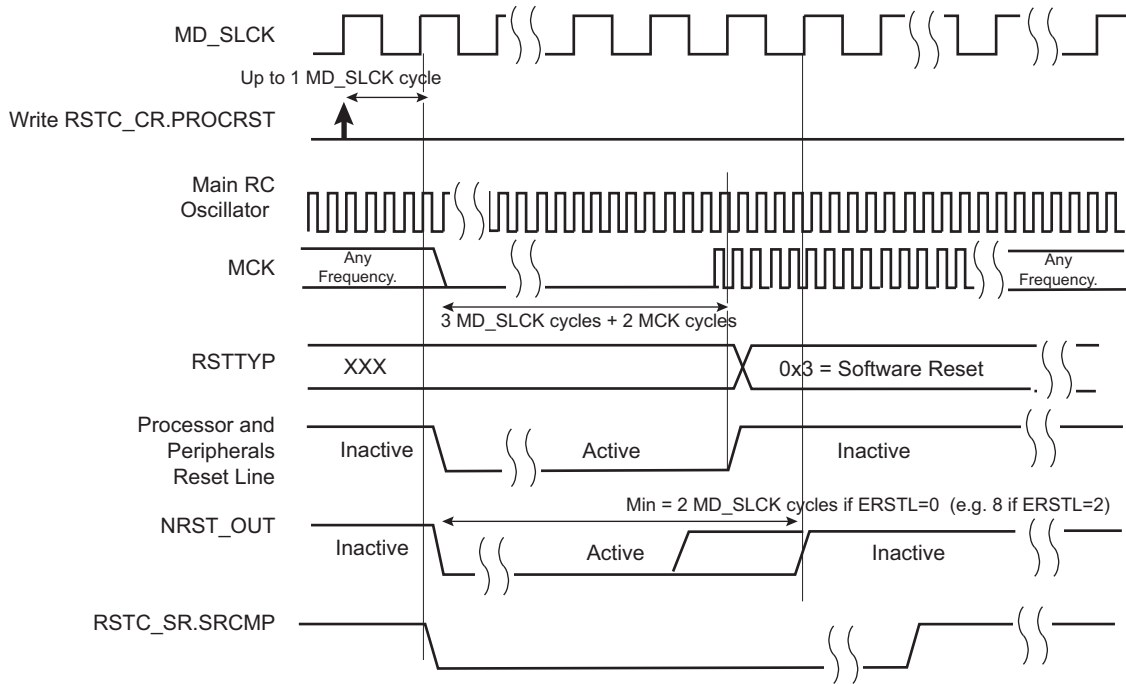 MD_SLCK
Up to 1 MD_SLCK cycle
Write RSTC_CR.PROCRST
Main RC
Oscillator
MCK
Any
Frequency.
Any
Frequency.
3 MD_SLCK cycles + 2 MCK cycles
RSTTYP
XXX
0x3 = Software Reset
Processor and
Peripherals
Reset Line
Inactive
Active
Inactive
Min = 2 MD_SLCK cycles if ERSTL=0 (e.g. 8 if ERSTL=2)
NRST_OUT
Inactive
Active
Inactive
RSTC_SR.SRCMP